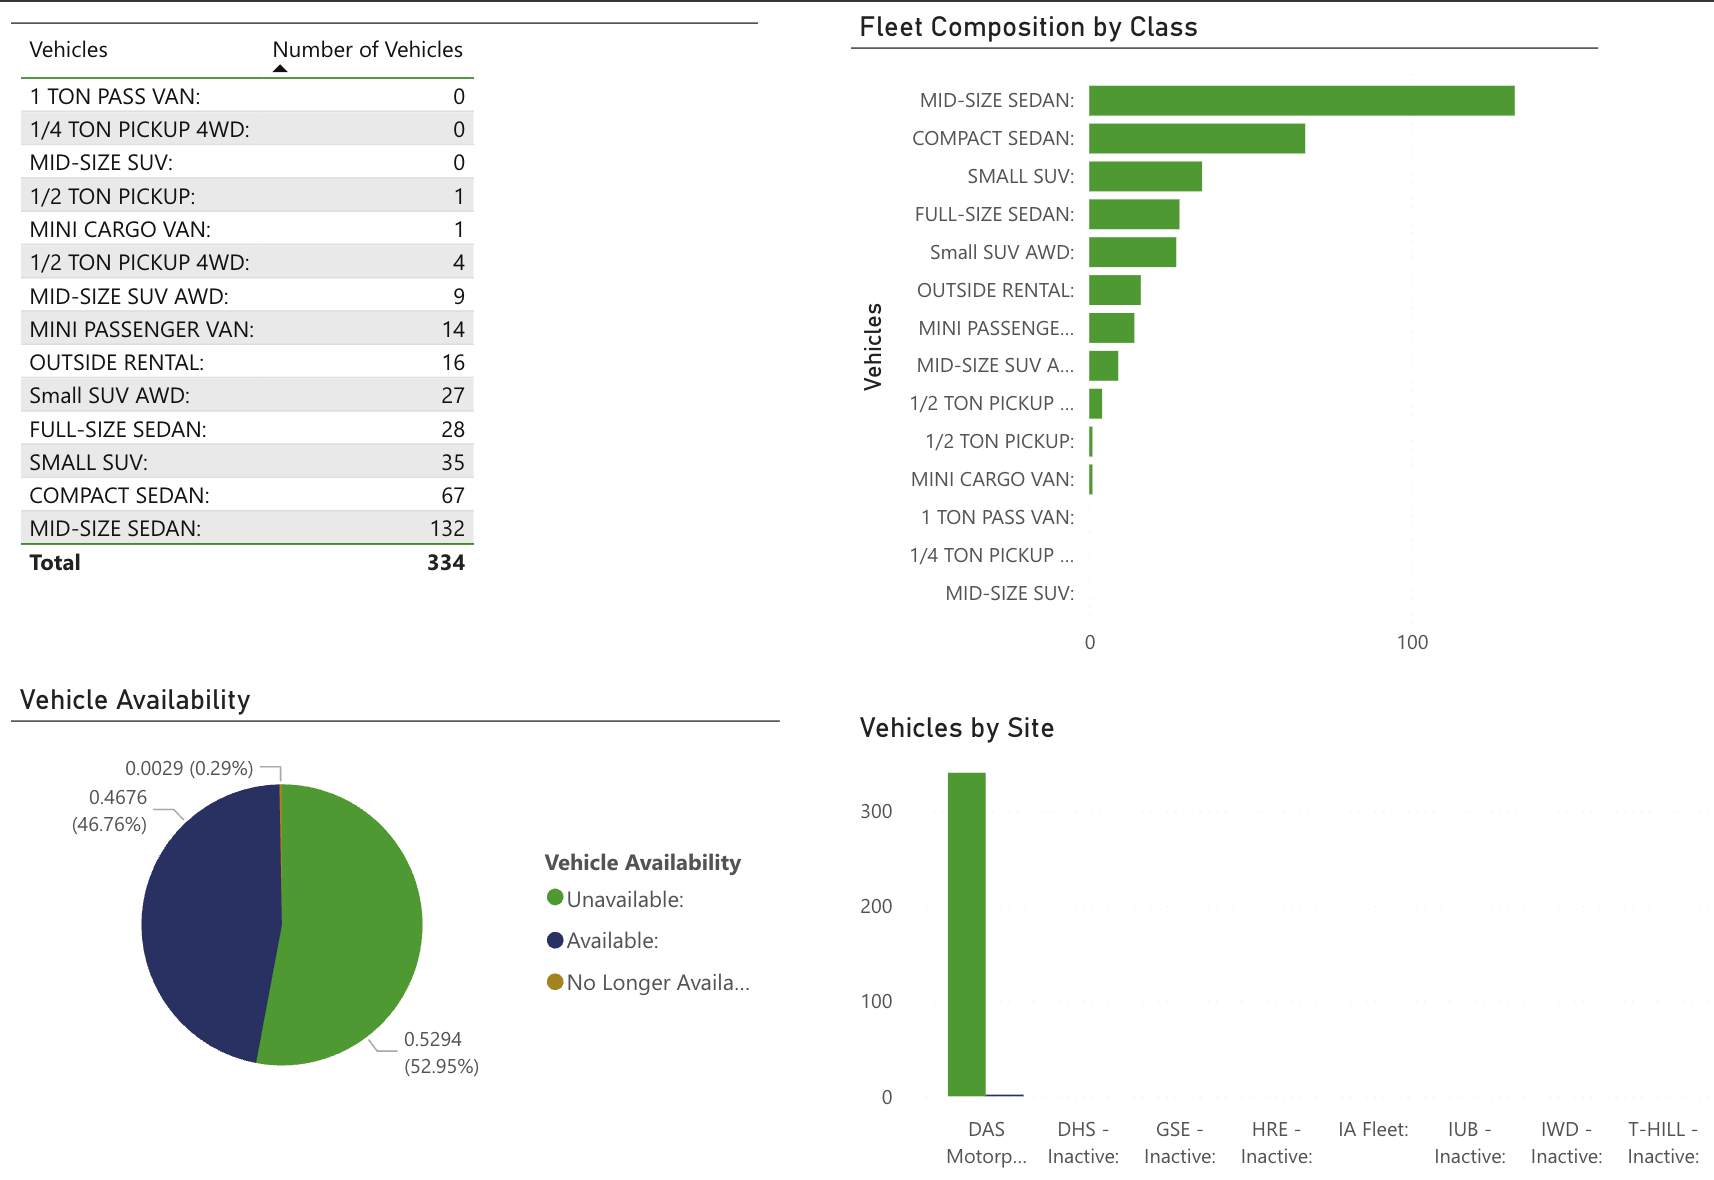 Vehicles Number of Vehicles
1 TON PASS VAN: 0
1/4 TON PICKUP 4WD: 0
MID-SIZE SUV: 0
1/2 TON PICKUP: 1
MINI CARGO VAN: 1
1/2 TON PICKUP 4WD: 4
MID-SIZE SUV AWD: 9
MINI PASSENGER VAN: 14
OUTSIDE RENTAL: 16
Small SUV AWD: 27
FULL-SIZE SEDAN: 28
SMALL SUV: 35
COMPACT SEDAN: 67
MID-SIZE SEDAN: 132
Total 334
Fleet Composition by Class
Vehicles
MID-SIZE SEDAN:
COMPACT SEDAN:
SMALL SUV:
FULL-SIZE SEDAN:
Small SUV AWD:
OUTSIDE RENTAL:
MINI PASSENGE...
MID-SIZE SUV A...
1/2 TON PICKUP ...
1/2 TON PICKUP:
MINI CARGO VAN:
1 TON PASS VAN:
1/4 TON PICKUP ...
MID-SIZE SUV:
0 100
Vehicle Availability
0.0029 (0.29%)
0.4676
(46.76%)
0.5294
(52.95%)
Vehicle Availability
Unavailable:
Available:
No Longer Availa...
Vehicles by Site
300
200
100
0
DAS
Motorp...
DHS -
Inactive:
GSE -
Inactive:
HRE -
Inactive:
IA Fleet:
IUB -
Inactive:
IWD -
Inactive:
T-HILL -
Inactive: